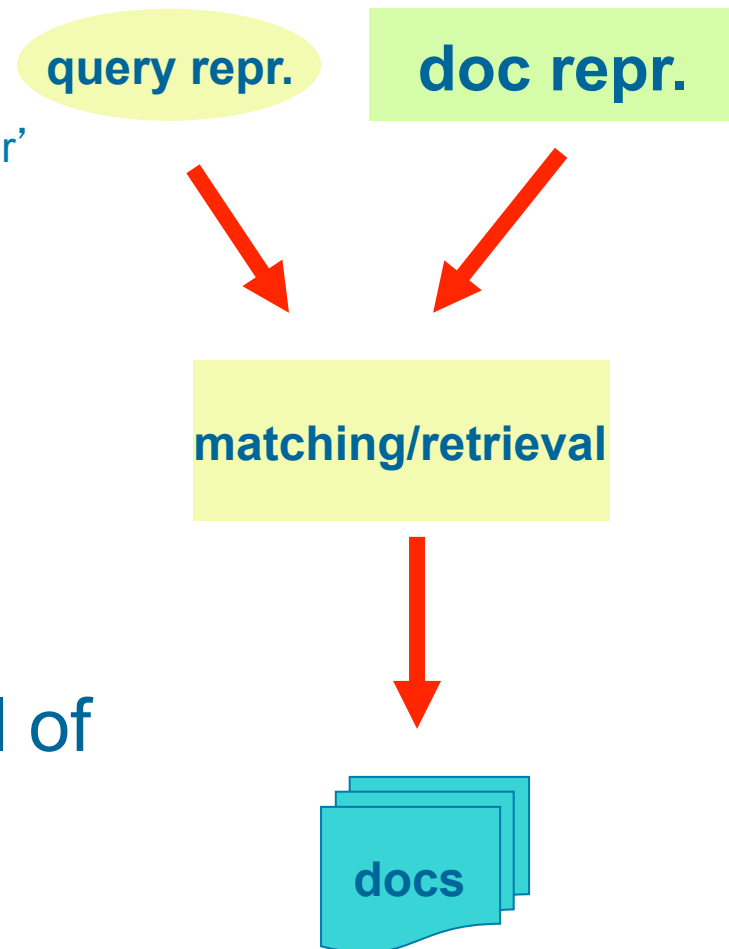 query repr.
doc repr.
r’
matching/retrieval
of
docs